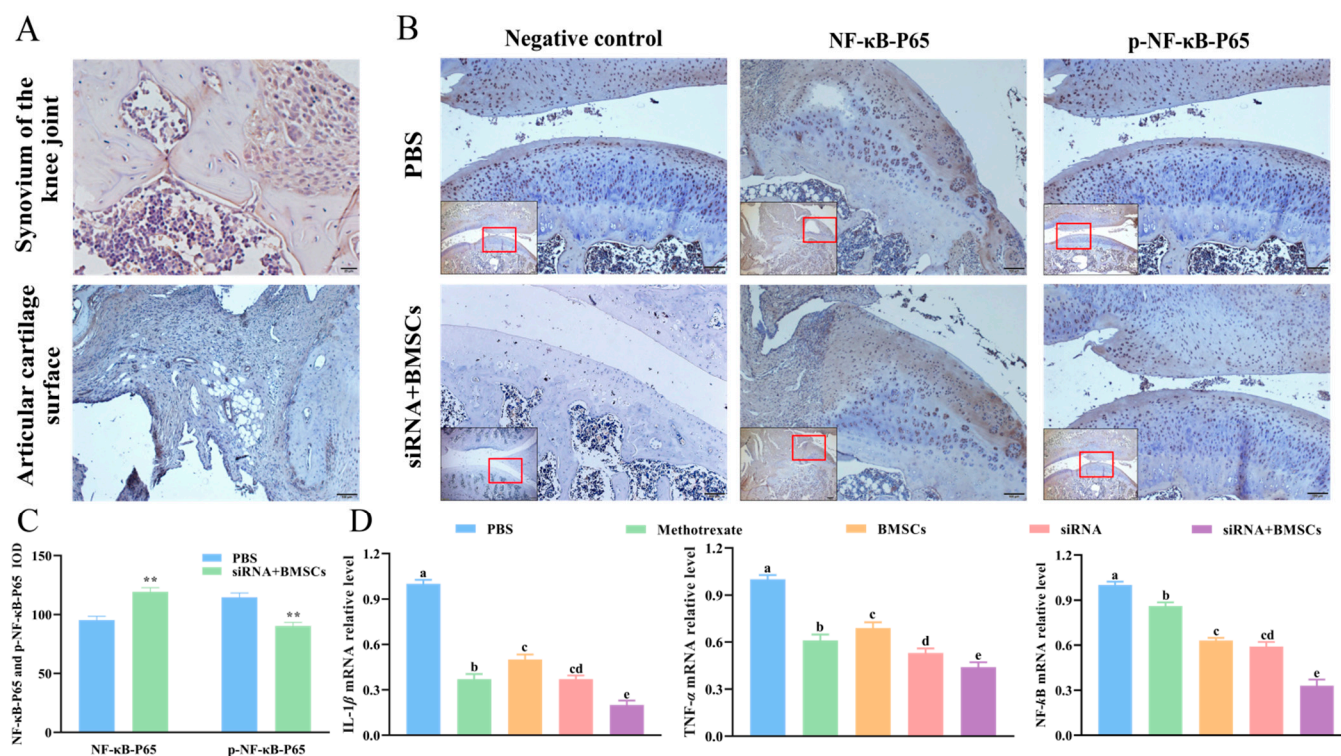 A
B
Negative control
NF-κB-P65
p-NF-κB-P65
Synovium of the
knee joint
Articular cartilage
surface
PBS
siRNA+BMSCs
C
NF-κB-P65 and p-NF-κB-P65 IOD
150
100
50
0
PBS
siRNA+BMSCs
**
**
NF-κB-P65
p-NF-κB-P65
D
PBS
Methotrexate
BMSCs
siRNA
siRNA+BMSCs
IL-1β mRNA relative level
1.2
0.9
0.6
0.3
0.0
a
b
c
cd
e
TNF-α mRNA relative level
1.2
0.9
0.6
0.3
0.0
a
b
c
d
e
NF-kB mRNA relative level
1.2
0.9
0.6
0.3
0.0
a
b
c
cd
e